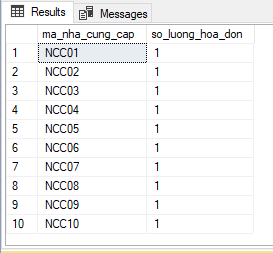 Results Messages
ma_nha_cung_cap so_luong_hoa_don
1 NCC01 1
2 NCC02 1
3 NCC03 1
4 NCC04 1
5 NCC05 1
6 NCC06 1
7 NCC07 1
8 NCC08 1
9 NCC09 1
10 NCC10 1